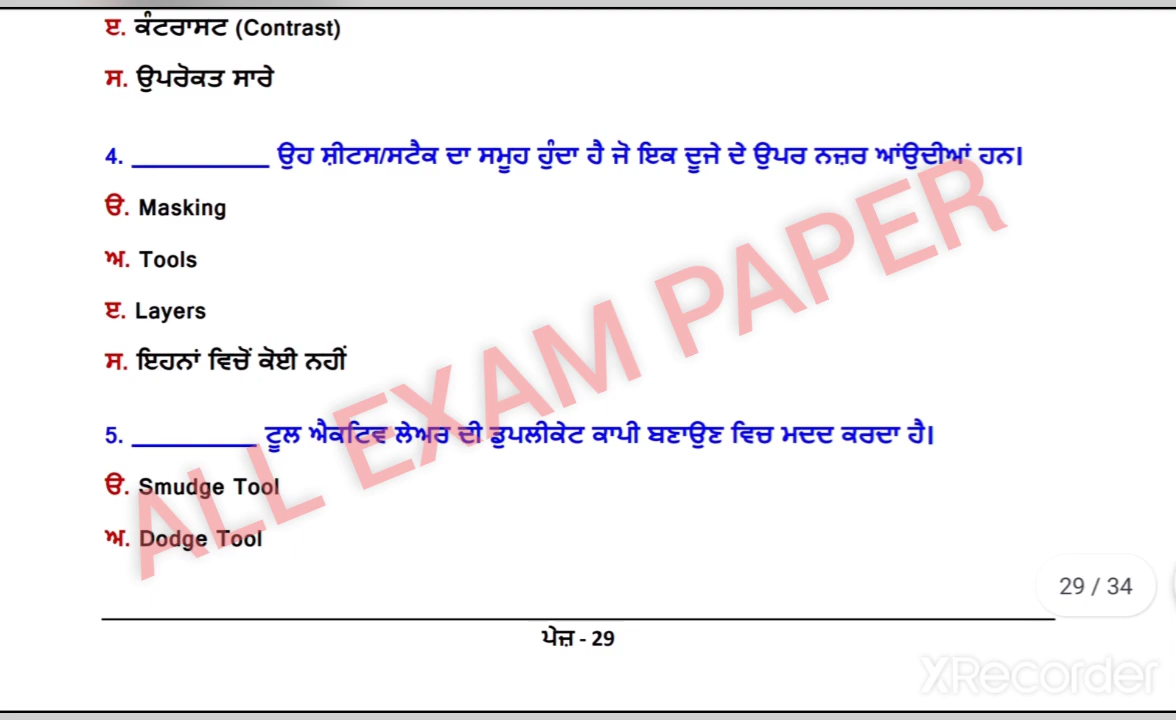 ੲ. ਕੰਟਰਾਸਟ (Contrast)
ਸ. ਉਪਰੋਕਤ ਸਾਰੇ
4. __________ ਉਹ ਸ਼ੀਟਸ/ਸਟੈਕ ਦਾ ਸਮੂਹ ਹੁੰਦਾ ਹੈ ਜੋ ਇਕ ਦੂਜੇ ਦੇ ਉਪਰ ਨਜ਼ਰ ਆਂਉਦੀਆਂ ਹਨ।
ੳ. Masking
ਅ. Tools
ੲ. Layers
ਸ. ਇਹਨਾਂ ਵਿਚੋਂ ਕੋਈ ਨਹੀਂ
5. __________ ਟੂਲ ਐਕਟਿਵ ਲੇਅਰ ਦੀ ਡੁਪਲੀਕੇਟ ਕਾਪੀ ਬਣਾਉਣ ਵਿਚ ਮਦਦ ਕਰਦਾ ਹੈ।
ੳ. Smudge Tool
ਅ. Dodge Tool
ALL EXAM PAPER
29 / 34
ਪੇਜ਼ - 29
XRecorder